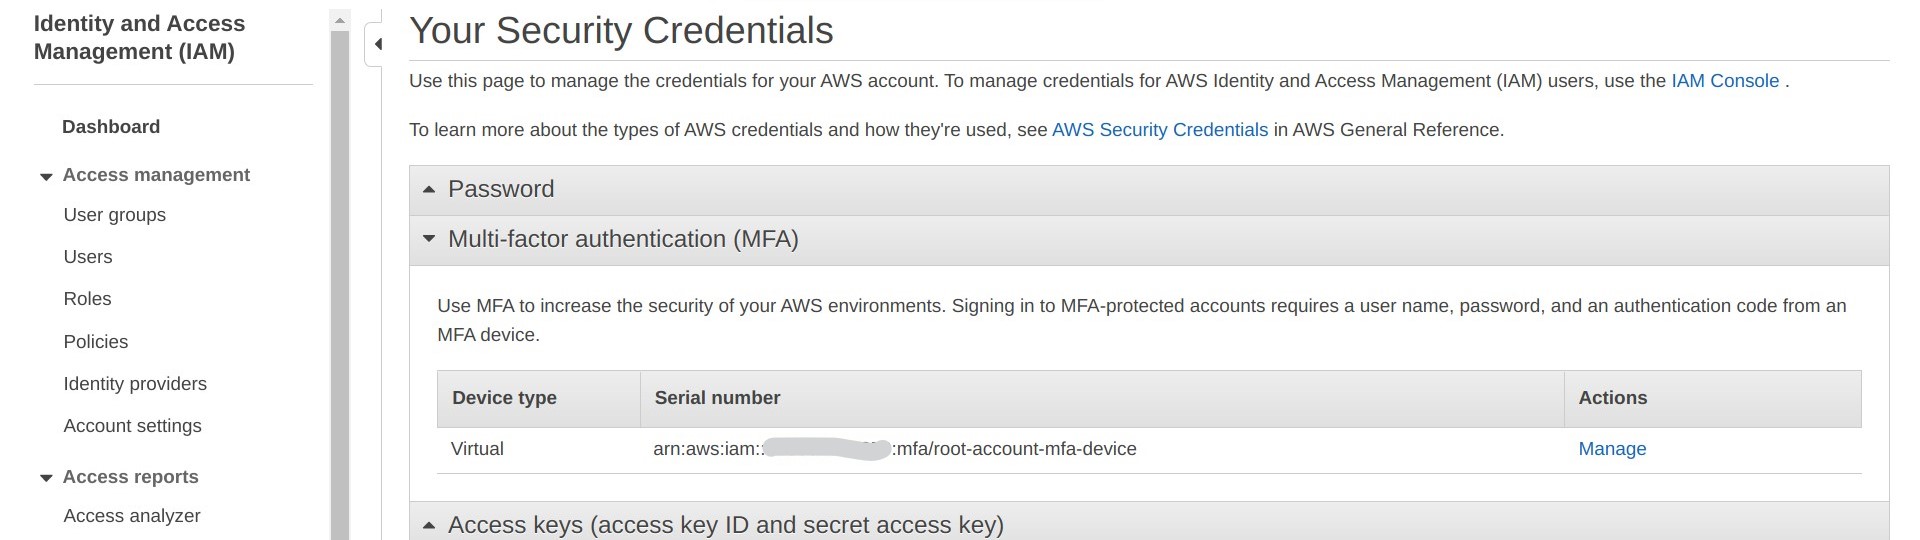 Identity and Access
Management (IAM)
Dashboard
Access management
User groups
Users
Roles
Policies
Identity providers
Account settings
Access reports
Access analyzer
Your Security Credentials
Use this page to manage the credentials for your AWS account. To manage credentials for AWS Identity and Access Management (IAM) users, use the IAM Console .
To learn more about the types of AWS credentials and how they're used, see AWS Security Credentials in AWS General Reference.
Password
Multi-factor authentication (MFA)
Use MFA to increase the security of your AWS environments. Signing in to MFA-protected accounts requires a user name, password, and an authentication code from an
MFA device.
Device type Serial number Actions
Virtual arn:aws:iam:: :mfa/root-account-mfa-device Manage
Access keys (access key ID and secret access key)